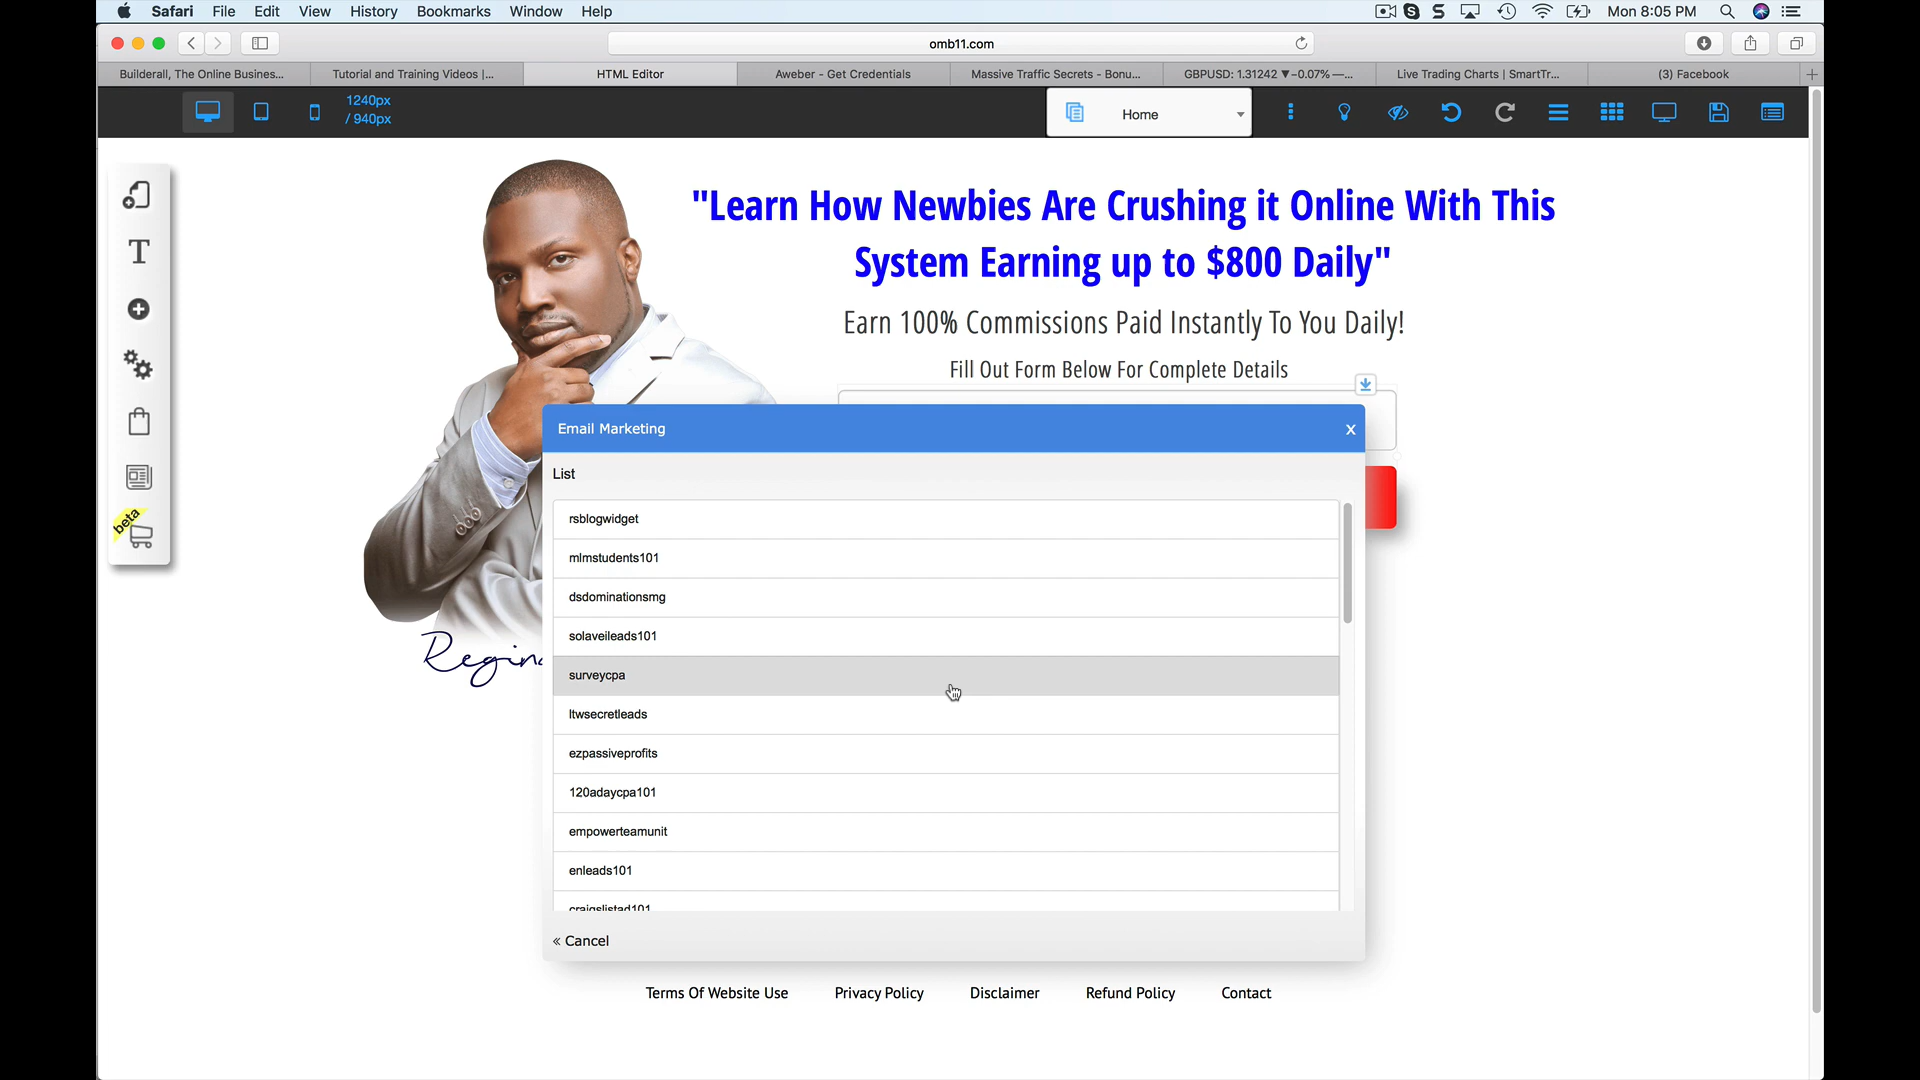 Safari File Edit View History Bookmarks Window Help
Mon 8:05 PM
omb11.com
Builderall, The Online Busines...
Tutorial and Training Videos |...
HTML Editor
Aweber - Get Credentials
Massive Traffic Secrets - Bonu...
GBPUSD: 1.31242 ▼−0.07% —...
Live Trading Charts | SmartTr...
(3) Facebook
1240px
/ 940px
Home
"Learn How Newbies Are Crushing it Online With This
System Earning up to $800 Daily"
Earn 100% Commissions Paid Instantly To You Daily!
Fill Out Form Below For Complete Details
beta
Email Marketing
x
List
rsblogwidget
mlmstudents101
dsdominationsmg
solaveileads101
surveycpa
ltwsecretleads
ezpassiveprofits
120adaycpa101
empowerteamunit
enleads101
craigslistad101
« Cancel
Terms Of Website Use
Privacy Policy
Disclaimer
Refund Policy
Contact